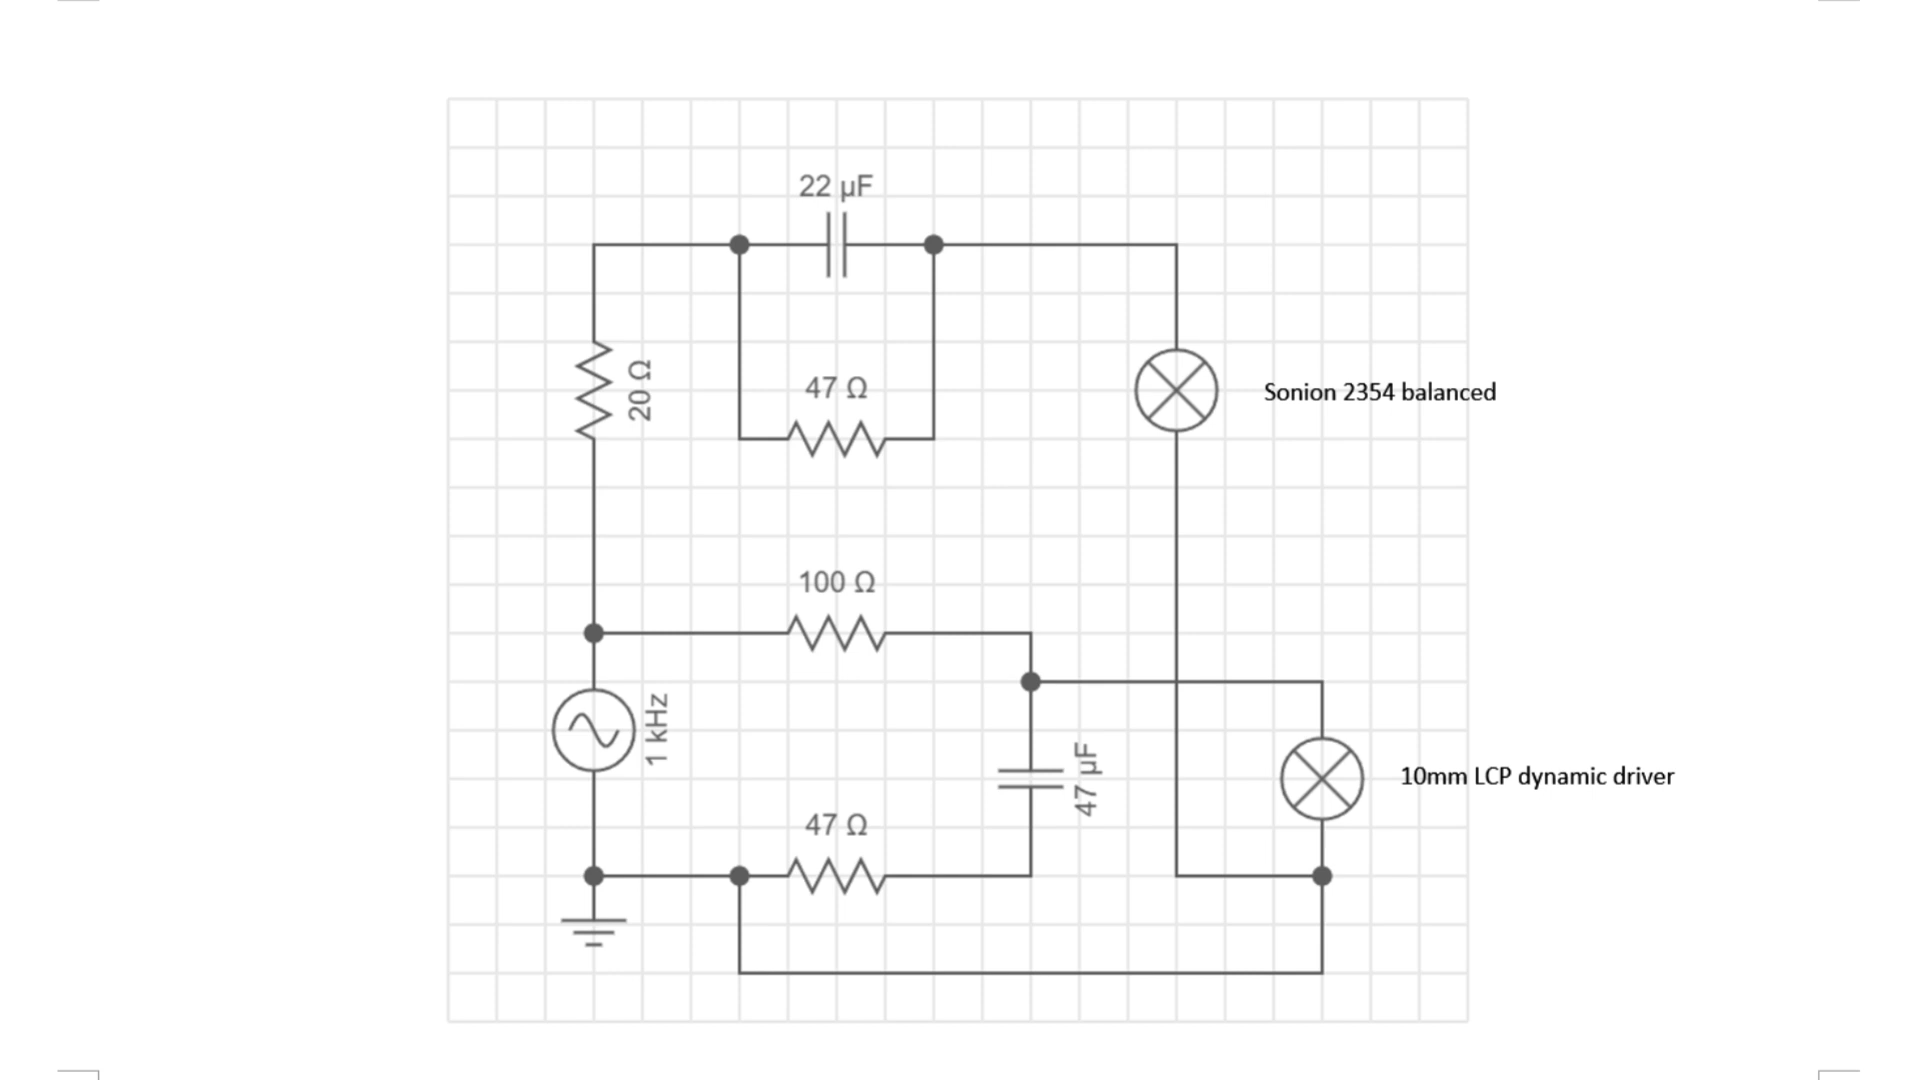 22 µF
20 Ω
47 Ω
Sonion 2354 balanced
100 Ω
1 kHz
47 µF
10mm LCP dynamic driver
47 Ω